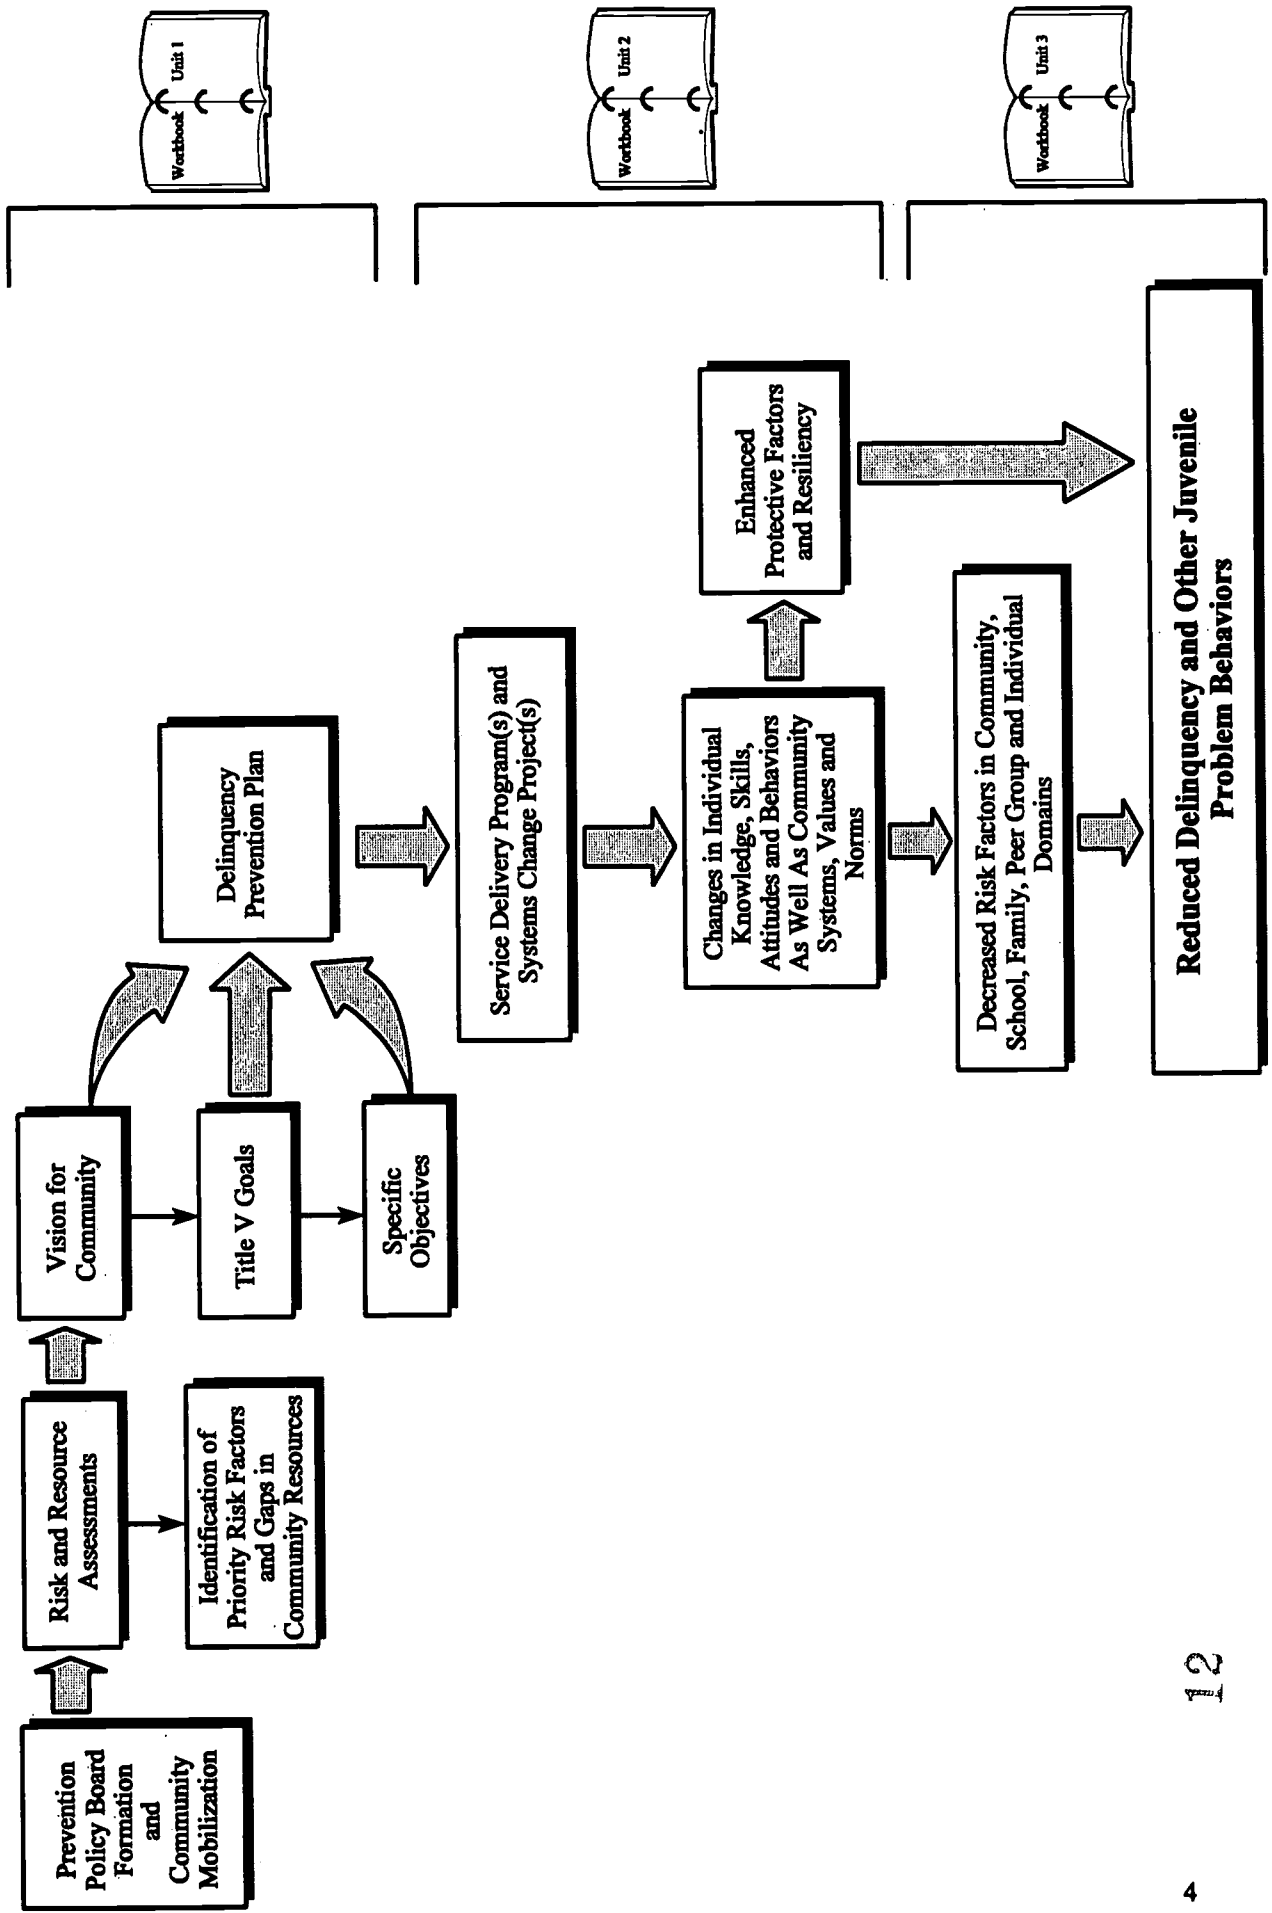 Prevention
Policy Board
Formation
and
Community
Mobilization
Risk and Resource
Assessments
Identification of
Priority Risk Factors
and Gaps in
Community Resources
Vision for
Community
Title V Goals
Specific
Objectives
Delinquency
Prevention Plan
Workbook Unit 1
Service Delivery Program(s) and
Systems Change Project(s)
Changes in Individual
Knowledge, Skills,
Attitudes and Behaviors
As Well As Community
Systems, Values and
Norms
Enhanced
Protective Factors
and Resiliency
Workbook Unit 2
Decreased Risk Factors in Community,
School, Family, Peer Group and Individual
Domains
Reduced Delinquency and Other Juvenile
Problem Behaviors
Workbook Unit 3
4
12